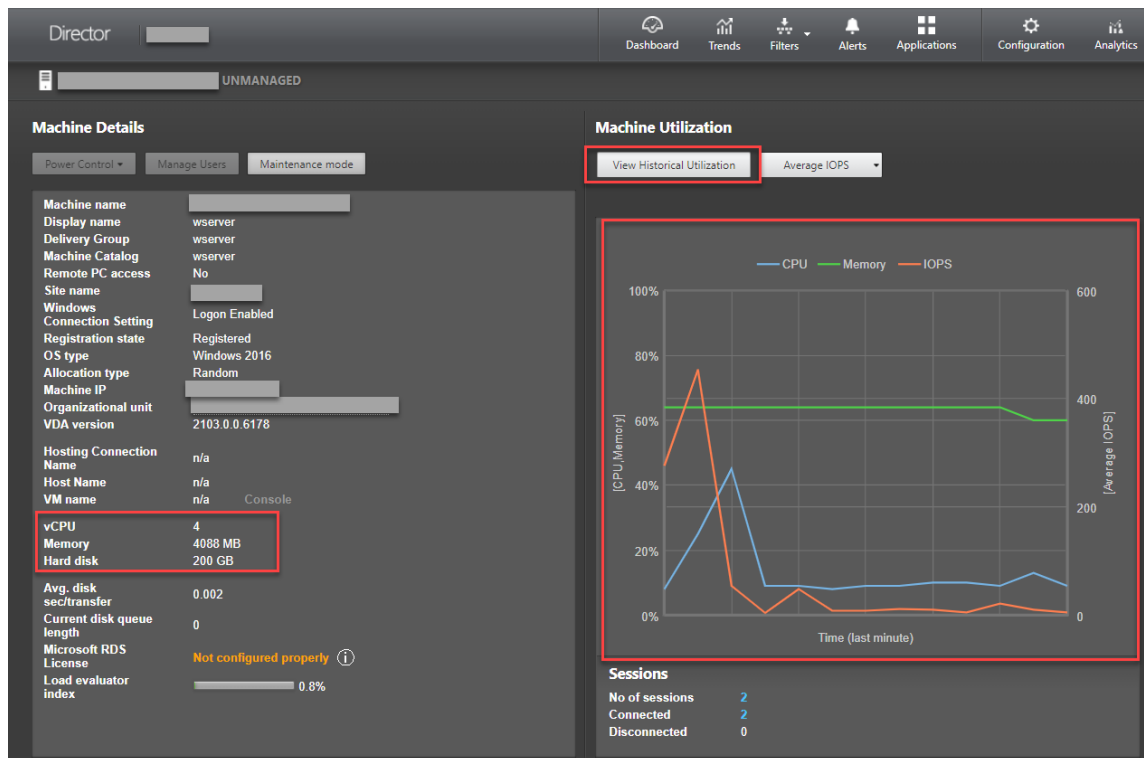 Director
Dashboard Trends Filters Alerts Applications Configuration Analytics
UNMANAGED
Machine Details
Power Control Manage Users Maintenance mode
Machine name
Display name wserver
Delivery Group wserver
Machine Catalog wserver
Remote PC access No
Site name
Windows
Connection Setting Logon Enabled
Registration state Registered
OS type Windows 2016
Allocation type Random
Machine IP
Organizational unit
VDA version 2103.0.0.6178
Hosting Connection
Name n/a
Host Name n/a
VM name n/a Console
vCPU 4
Memory 4088 MB
Hard disk 200 GB
Avg. disk
sec/transfer 0.002
Current disk queue
length 0
Microsoft RDS
License Not configured properly i
Load evaluator
index 0.8%
Machine Utilization
View Historical Utilization Average IOPS
CPU Memory IOPS
100% 600
80%
400
60%
[CPU,Memory]
[Average IOPS]
40%
200
20%
0% 0
Time (last minute)
Sessions
No of sessions 2
Connected 2
Disconnected 0